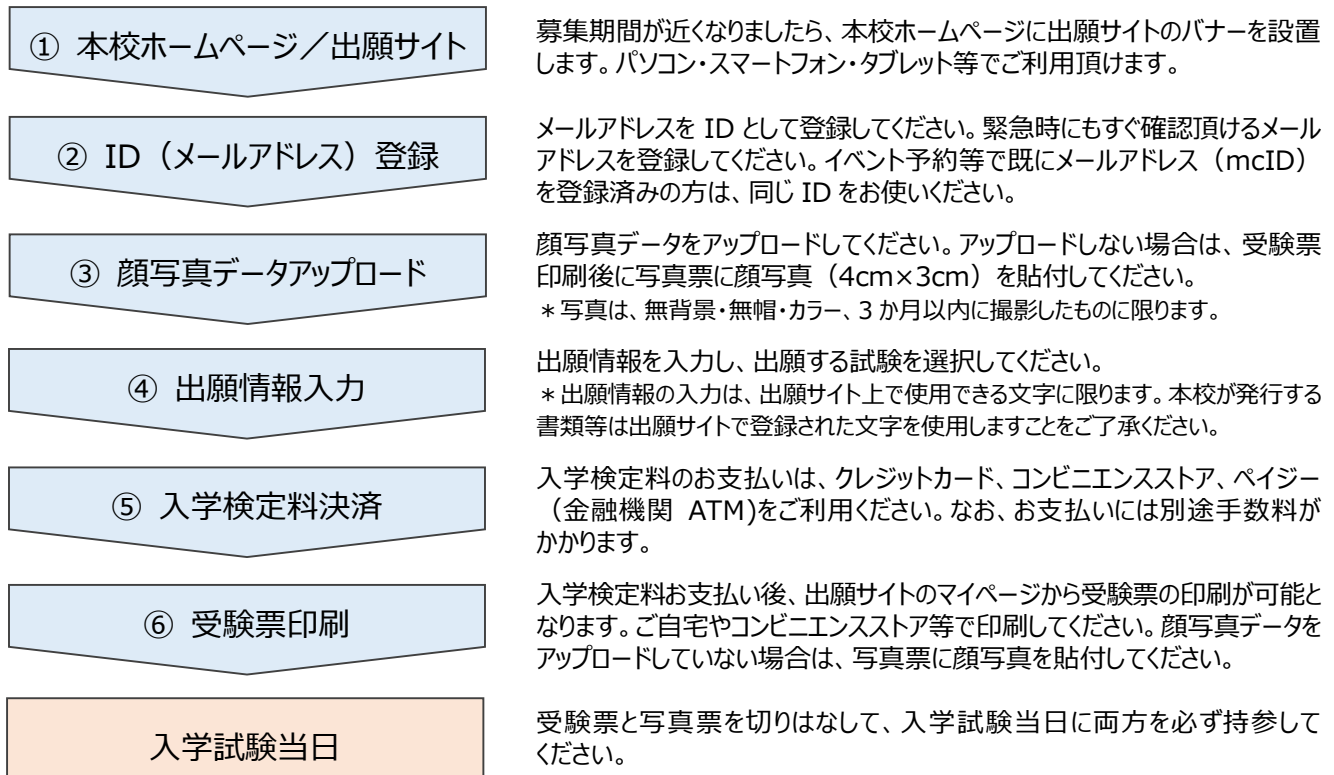 ① 本校ホームページ／出願サイト
募集期間が近くなりましたら、本校ホームページに出願サイトのバナーを設置
します。パソコン・スマートフォン・タブレット等でご利用頂けます。
② ID（メールアドレス）登録
メールアドレスを ID として登録してください。緊急時にもすぐ確認頂けるメール
アドレスを登録してください。イベント予約等で既にメールアドレス（mcID）
を登録済みの方は、同じ ID をお使いください。
③ 顔写真データアップロード
顔写真データをアップロードしてください。アップロードしない場合は、受験票
印刷後に写真票に顔写真（4cm×3cm）を貼付してください。
＊写真は、無背景・無帽・カラー、3 か月以内に撮影したものに限ります。
④ 出願情報入力
出願情報を入力し、出願する試験を選択してください。
＊出願情報の入力は、出願サイト上で使用できる文字に限ります。本校が発行する
書類等は出願サイトで登録された文字を使用しますことをご了承ください。
⑤ 入学検定料決済
入学検定料のお支払いは、クレジットカード、コンビニエンスストア、ペイジー
（金融機関 ATM)をご利用ください。なお、お支払いには別途手数料が
かかります。
⑥ 受験票印刷
入学検定料お支払い後、出願サイトのマイページから受験票の印刷が可能と
なります。ご自宅やコンビニエンスストア等で印刷してください。顔写真データを
アップロードしていない場合は、写真票に顔写真を貼付してください。
入学試験当日
受験票と写真票を切りはなして、入学試験当日に両方を必ず持参して
ください。